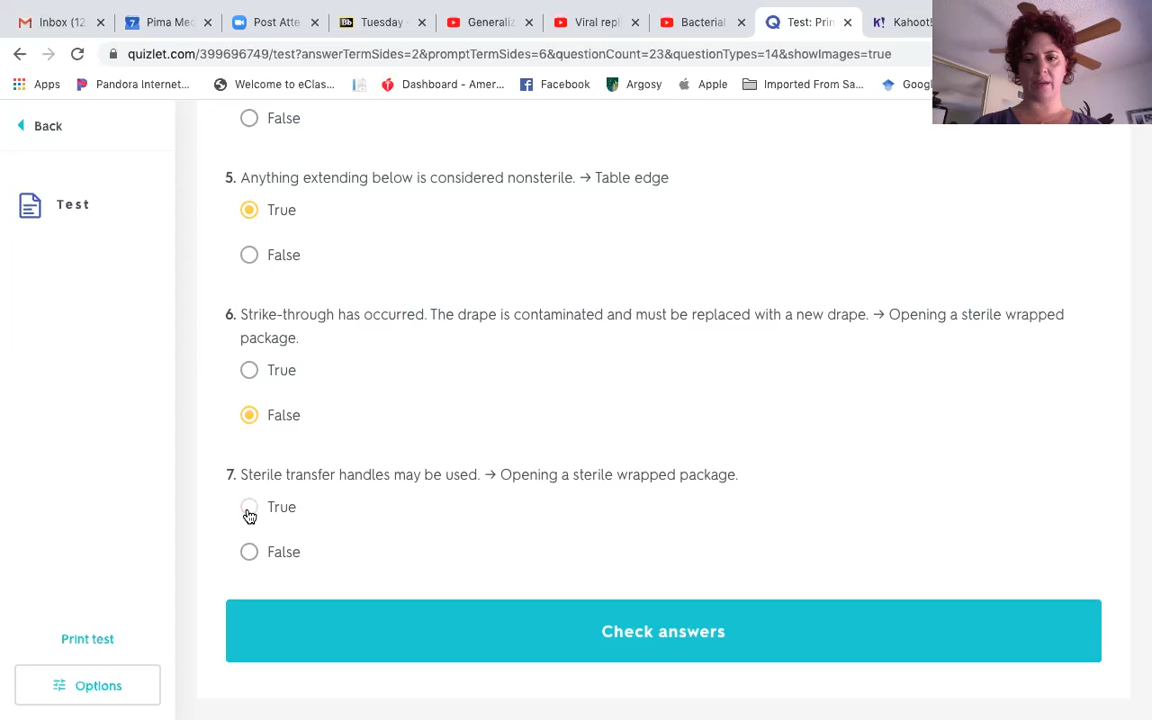 Inbox (12
Pima Mec
Post Atte
Tuesday
Generaliz
Viral repl
Bacterial
Test: Prin
Kahoot!
quizlet.com/399696749/test?answerTermSides=2&promptTermSides=6&questionCount=23&questionTypes=14&showImages=true
Apps
Pandora Internet...
Welcome to eClas...
Dashboard - Amer...
Facebook
Argosy
Apple
Imported From Sa...
Googl
Back
False
Test
5. Anything extending below is considered nonsterile. → Table edge
True
False
6. Strike-through has occurred. The drape is contaminated and must be replaced with a new drape. → Opening a sterile wrapped
package.
True
False
7. Sterile transfer handles may be used. → Opening a sterile wrapped package.
True
False
Check answers
Print test
Options